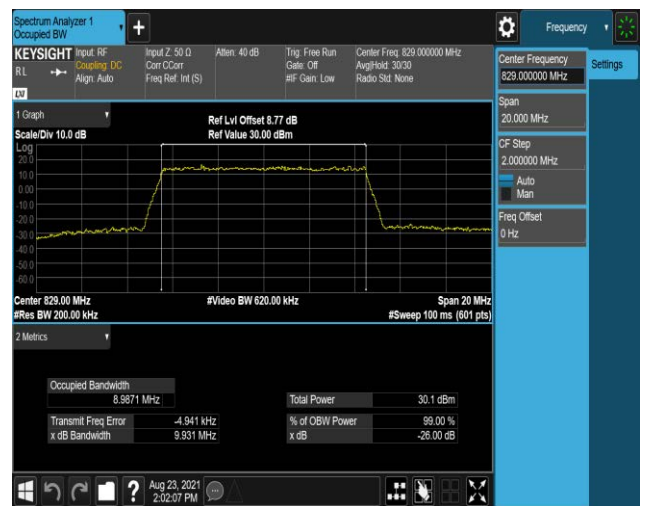 Spectrum Analyzer 1
Occupied BW
+
Frequency
KEYSIGHT
RL
LXI
Input: RF
Coupling: DC
Align: Auto
Input Z: 50 Ω
Corr CCorr
Freq Ref: Int (S)
Atten: 40 dB
Trig: Free Run
Gate: Off
#IF Gain: Low
Center Freq: 829.000000 MHz
Avg|Hold: 30/30
Radio Std: None
Center Frequency
829.000000 MHz
Settings
Span
20.000 MHz
CF Step
2.000000 MHz
Auto
Man
Freq Offset
0 Hz
1 Graph
Scale/Div 10.0 dB
Ref Lvl Offset 8.77 dB
Ref Value 30.00 dBm
Log
20.0
10.0
0.00
-10.0
-20.0
-30.0
-40.0
-50.0
-60.0
Center 829.00 MHz
#Res BW 200.00 kHz
#Video BW 620.00 kHz
Span 20 MHz
#Sweep 100 ms (601 pts)
2 Metrics
Occupied Bandwidth
8.9871 MHz
Total Power 30.1 dBm
Transmit Freq Error -4.941 kHz
% of OBW Power 99.00 %
x dB Bandwidth 9.931 MHz
x dB -26.00 dB
?
Aug 23, 2021
2:02:07 PM